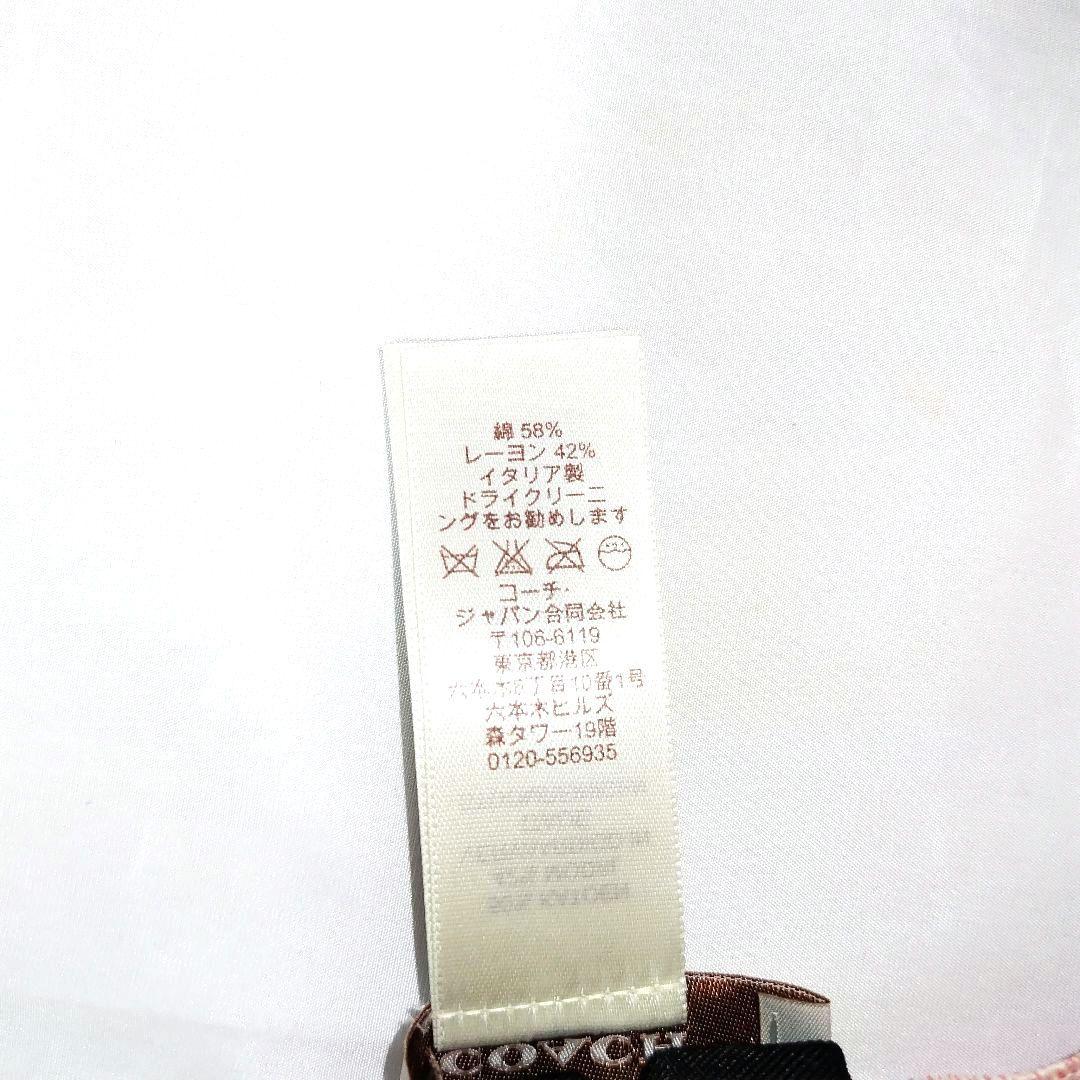 綿 58%
レーヨン 42%
イタリア製
ドライクリーニ
ングをお勧めします
コーチ・
ジャパン合同会社
〒106-6119
東京都港区
六本木6丁目10番1号
六本木ヒルズ
森タワー19階
0120-556935
COACH